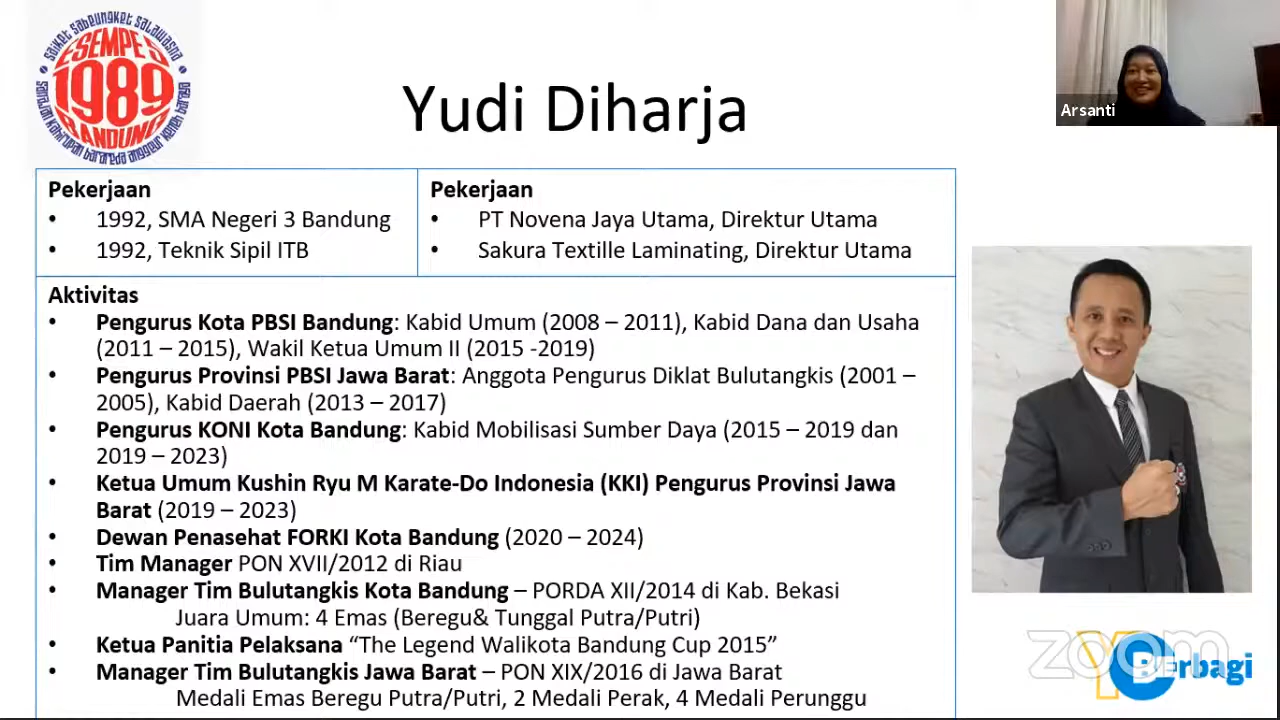 Saiket Sabeungket Salawasna
ESEMPE 5
1989
BANDUNG
Yudi Diharja
Arsanti
Pekerjaan
• 1992, SMA Negeri 3 Bandung
• 1992, Teknik Sipil ITB
Pekerjaan
• PT Novena Jaya Utama, Direktur Utama
• Sakura Textille Laminating, Direktur Utama
Aktivitas
• Pengurus Kota PBSI Bandung: Kabid Umum (2008 – 2011), Kabid Dana dan Usaha
(2011 – 2015), Wakil Ketua Umum II (2015 -2019)
• Pengurus Provinsi PBSI Jawa Barat: Anggota Pengurus Diklat Bulutangkis (2001 –
2005), Kabid Daerah (2013 – 2017)
• Pengurus KONI Kota Bandung: Kabid Mobilisasi Sumber Daya (2015 – 2019 dan
2019 – 2023)
• Ketua Umum Kushin Ryu M Karate-Do Indonesia (KKI) Pengurus Provinsi Jawa
Barat (2019 – 2023)
• Dewan Penasehat FORKI Kota Bandung (2020 – 2024)
• Tim Manager PON XVII/2012 di Riau
• Manager Tim Bulutangkis Kota Bandung – PORDA XII/2014 di Kab. Bekasi
Juara Umum: 4 Emas (Beregu& Tunggal Putra/Putri)
• Ketua Panitia Pelaksana “The Legend Walikota Bandung Cup 2015”
• Manager Tim Bulutangkis Jawa Barat – PON XIX/2016 di Jawa Barat
Medali Emas Beregu Putra/Putri, 2 Medali Perak, 4 Medali Perunggu
zoom
Berbagi